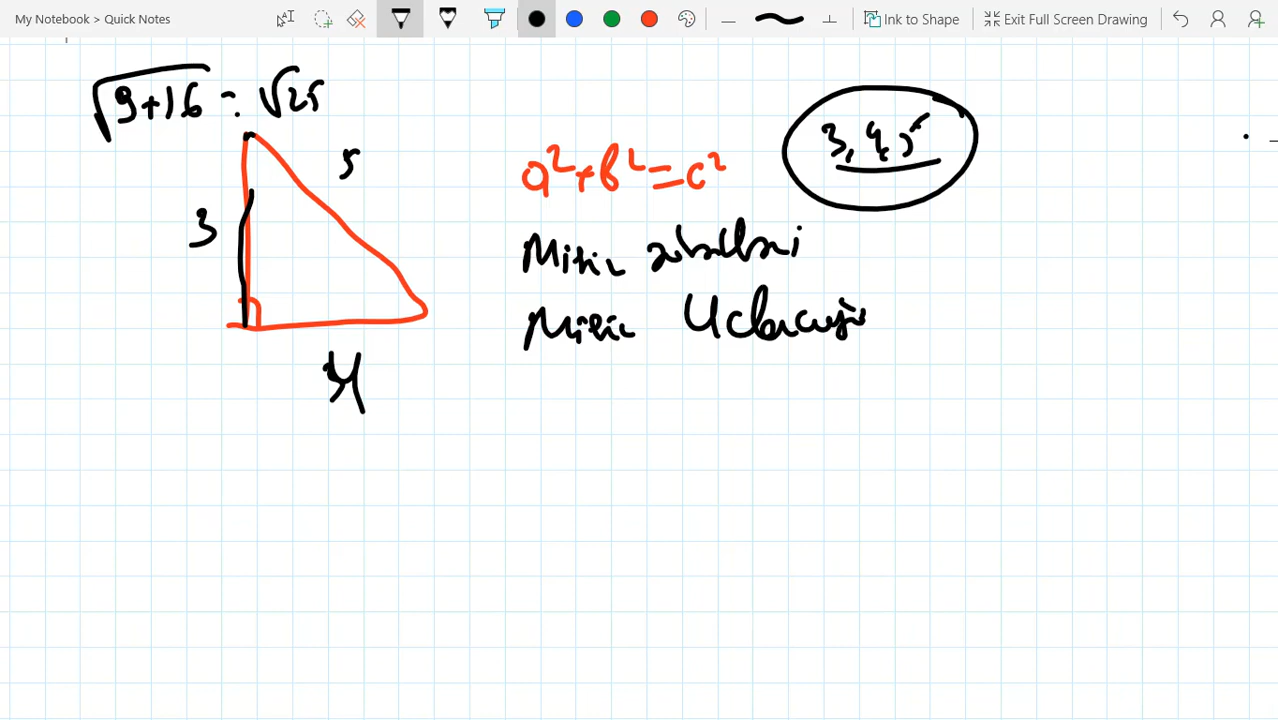 My Notebook > Quick Notes
Ink to Shape
Exit Full Screen Drawing
√9+16 = √25
5
3
4
a²+b²=c²
3, 4, 5